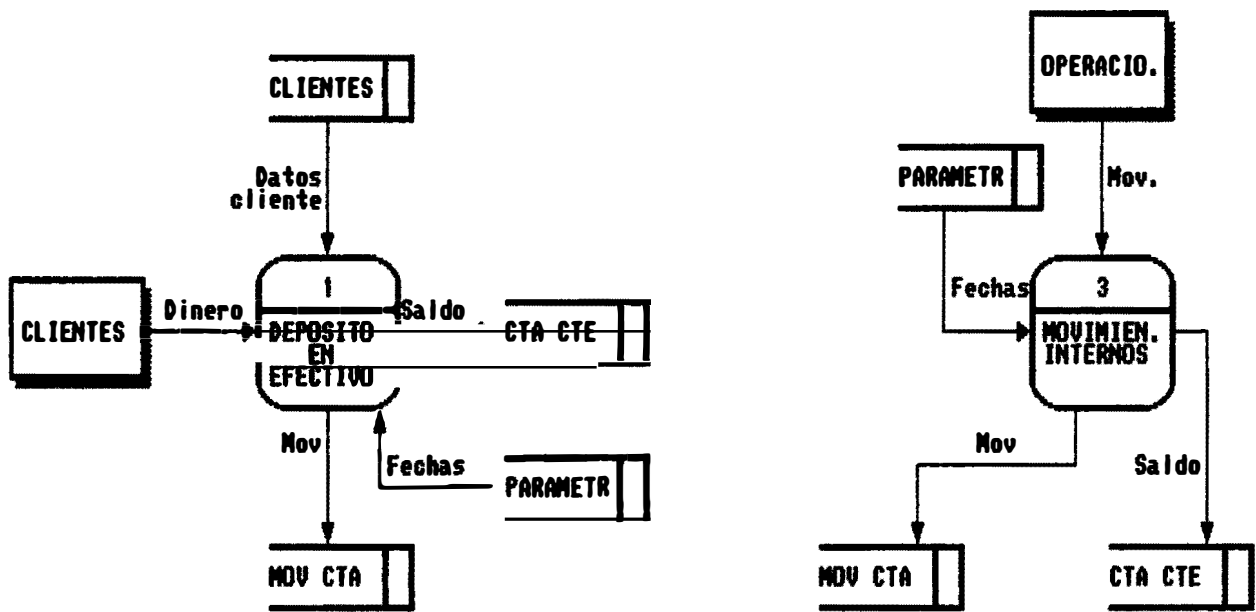 CLIENTES
Datos
cliente
CLIENTES
Dinero
1
DEPOSITO
EN
EFECTIVO
Saldo
CTA CTE
Mov
Fechas
PARAMETR
MOV CTA
OPERACIO.
PARAMETR
Mov.
Fechas
3
MOVIMIEN.
INTERNOS
Mov
Saldo
MOV CTA
CTA CTE